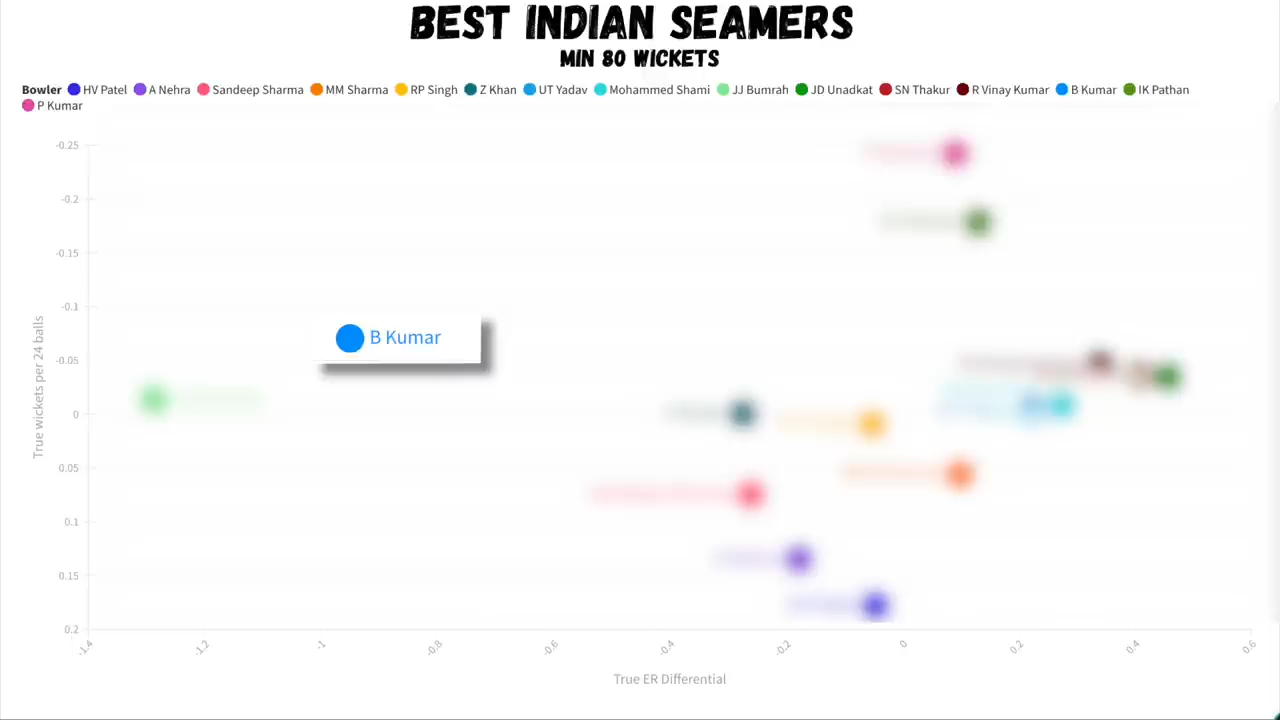 BEST INDIAN SEAMERS
MIN 80 WICKETS
Bowler HV Patel A Nehra Sandeep Sharma MM Sharma RP Singh Z Khan UT Yadav Mohammed Shami JJ Bumrah JD Unadkat SN Thakur R Vinay Kumar B Kumar IK Pathan
P Kumar
-0.25
-0.2
-0.15
-0.1
-0.05
0
0.05
0.1
0.15
0.2
True wickets per 24 balls
B Kumar
-1.4 -1.2 -1 -0.8 -0.6 -0.4 -0.2 0 0.2 0.4 0.6
True ER Differential